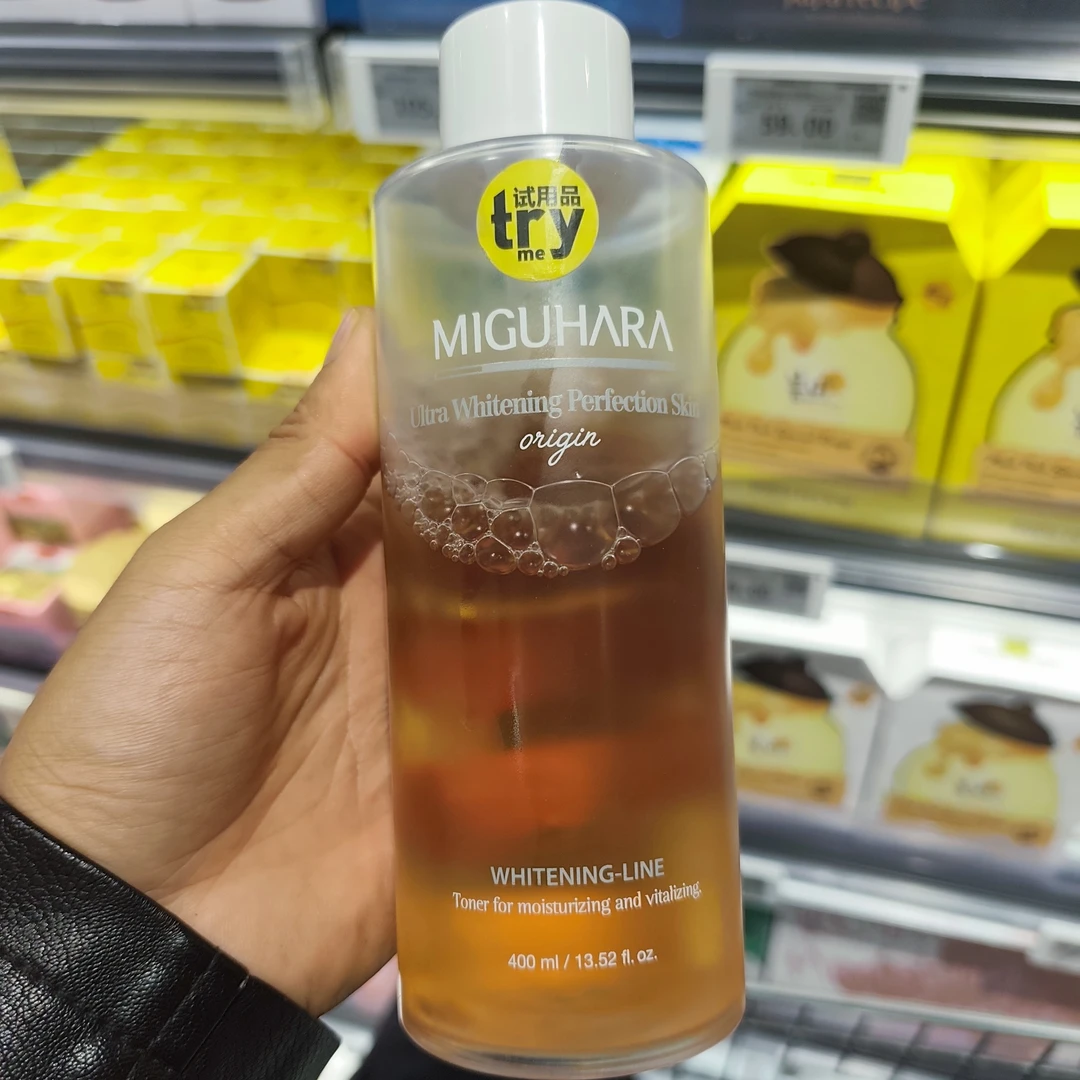 试用品
try
me
MIGUHARA
Ultra Whitening Perfection Skin
origin
WHITENING-LINE
Toner for moisturizing and vitalizing.
400 ml / 13.52 fl. oz.
59.00